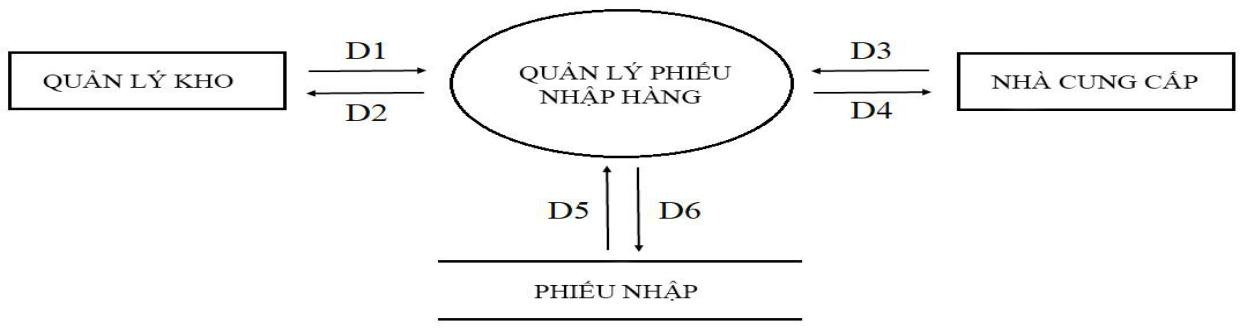 D1
D3
QUẢN LÝ KHO
QUẢN LÝ PHIẾU
NHẬP HÀNG
NHÀ CUNG CẤP
D2
D4
D5
D6
PHIẾU NHẬP